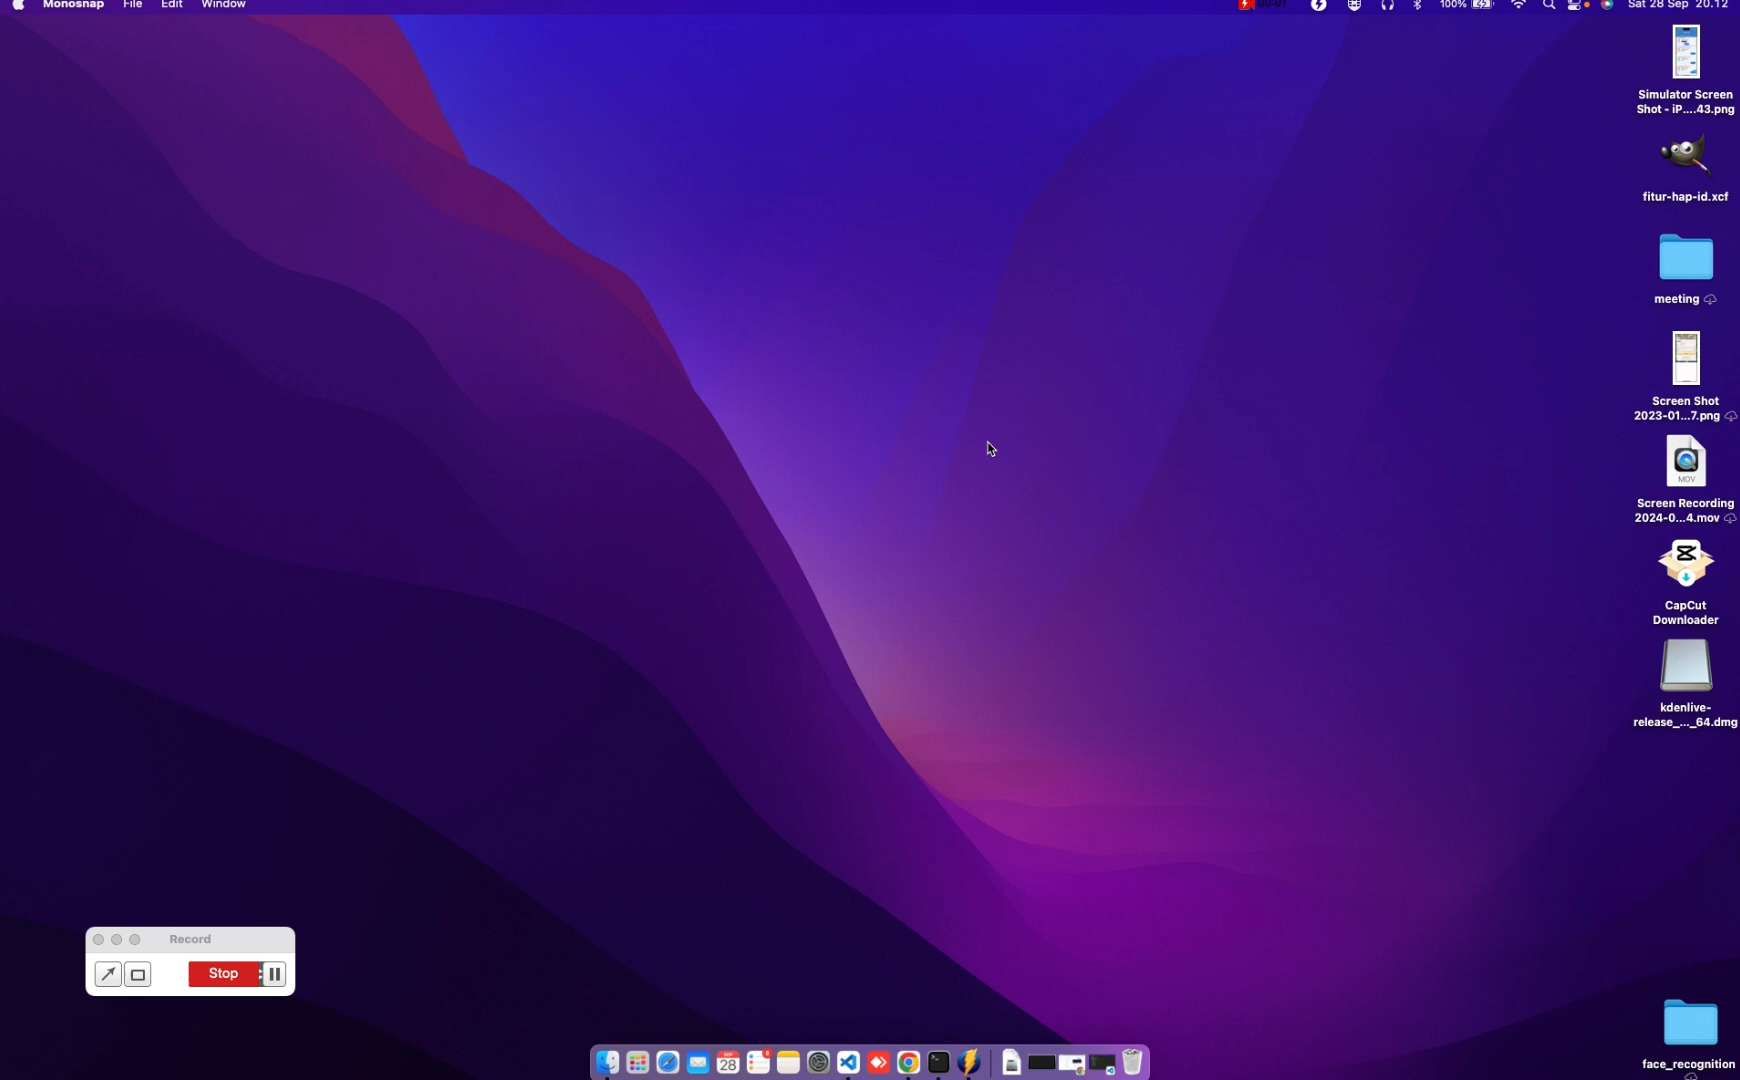 Monosnap File Edit Window 00:01 100% Sat 28 Sep 20.12
Simulator Screen
Shot - iP....43.png
fitur-hap-id.xcf
meeting
Screen Shot
2023-01...7.png
MOV
Screen Recording
2024-0...4.mov
CapCut
Downloader
kdenlive-
release_..._64.dmg
Record
Stop
28
face_recognition